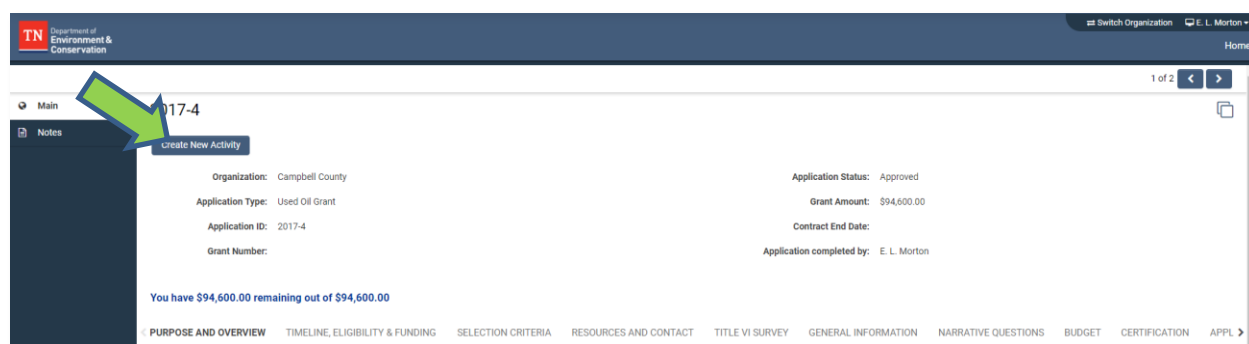 Switch Organization E. L. Morton
TN Department of
Environment &
Conservation
Home
1 of 2
Main
2017-4
Notes
Create New Activity
Organization: Campbell County Application Status: Approved
Application Type: Used Oil Grant Grant Amount: $94,600.00
Application ID: 2017-4 Contract End Date:
Grant Number: Application completed by: E. L. Morton
You have $94,600.00 remaining out of $94,600.00
PURPOSE AND OVERVIEW TIMELINE, ELIGIBILITY & FUNDING SELECTION CRITERIA RESOURCES AND CONTACT TITLE VI SURVEY GENERAL INFORMATION NARRATIVE QUESTIONS BUDGET CERTIFICATION APPL